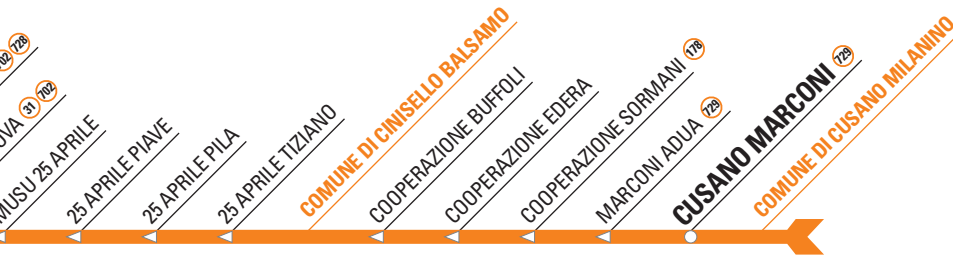 702 728
31 702
MUSU 25 APRILE
25 APRILE PIAVE
25 APRILE PILA
25 APRILE TIZIANO
COMUNE DI CINISELLO BALSAMO
COOPERAZIONE BUFFOLI
COOPERAZIONE EDERA
COOPERAZIONE SORMANI 178
MARCONI ADUA 729
CUSANO MARCONI 729
COMUNE DI CUSANO MILANINO